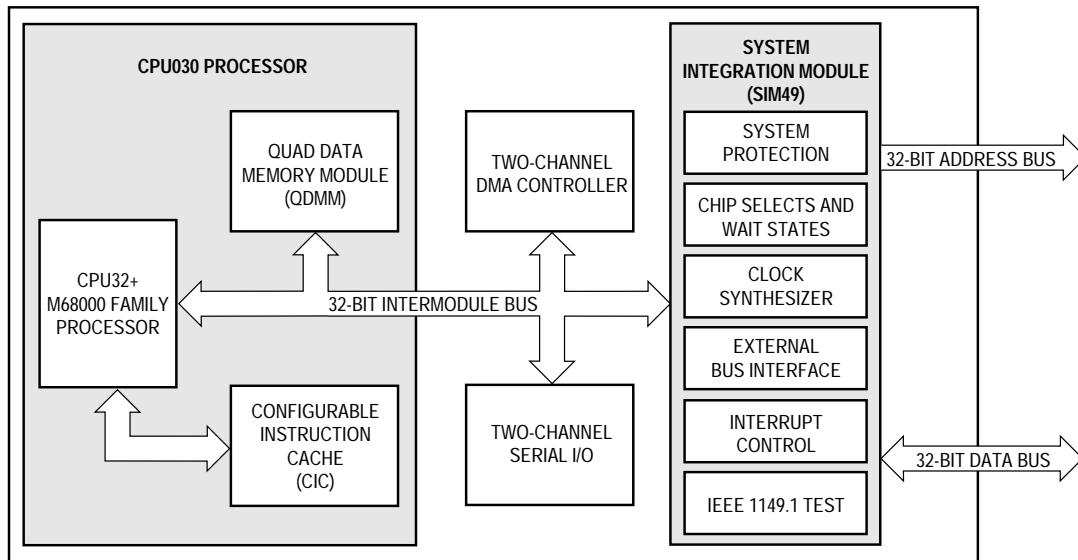 CPU030 PROCESSOR
QUAD DATA
MEMORY MODULE
(QDMM)
CPU32+
M68000 FAMILY
PROCESSOR
CONFIGURABLE
INSTRUCTION
CACHE
(CIC)
32-BIT INTERMODULE BUS
TWO-CHANNEL
DMA CONTROLLER
TWO-CHANNEL
SERIAL I/O
SYSTEM
INTEGRATION MODULE
(SIM49)
SYSTEM
PROTECTION
CHIP SELECTS AND
WAIT STATES
CLOCK
SYNTHESIZER
EXTERNAL
BUS INTERFACE
INTERRUPT
CONTROL
IEEE 1149.1 TEST
32-BIT ADDRESS BUS
32-BIT DATA BUS